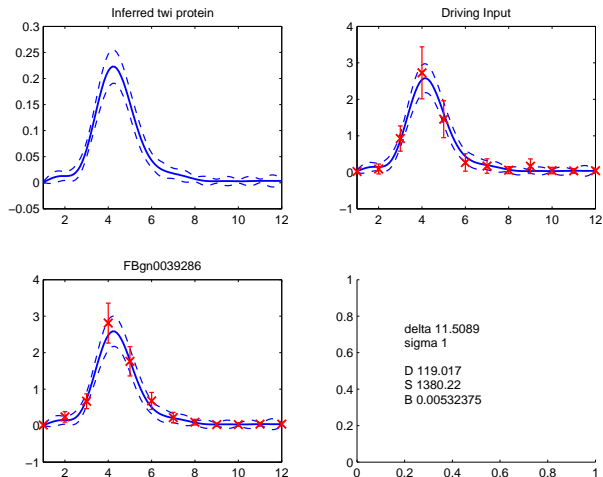 Inferred twi protein
0.3
0.25
0.2
0.15
0.1
0.05
0
−0.05
2 4 6 8 10 12
Driving Input
4
3
2
1
0
−1
2 4 6 8 10 12
FBgn0039286
4
3
2
1
0
−1
2 4 6 8 10 12
1
0.8
0.6
0.4
0.2
0
0 0.2 0.4 0.6 0.8 1
delta 11.5089
sigma 1
D 119.017
S 1380.22
B 0.00532375